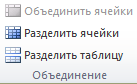 Объединить ячейки
Разделить ячейки
Разделить таблицу
Объединение